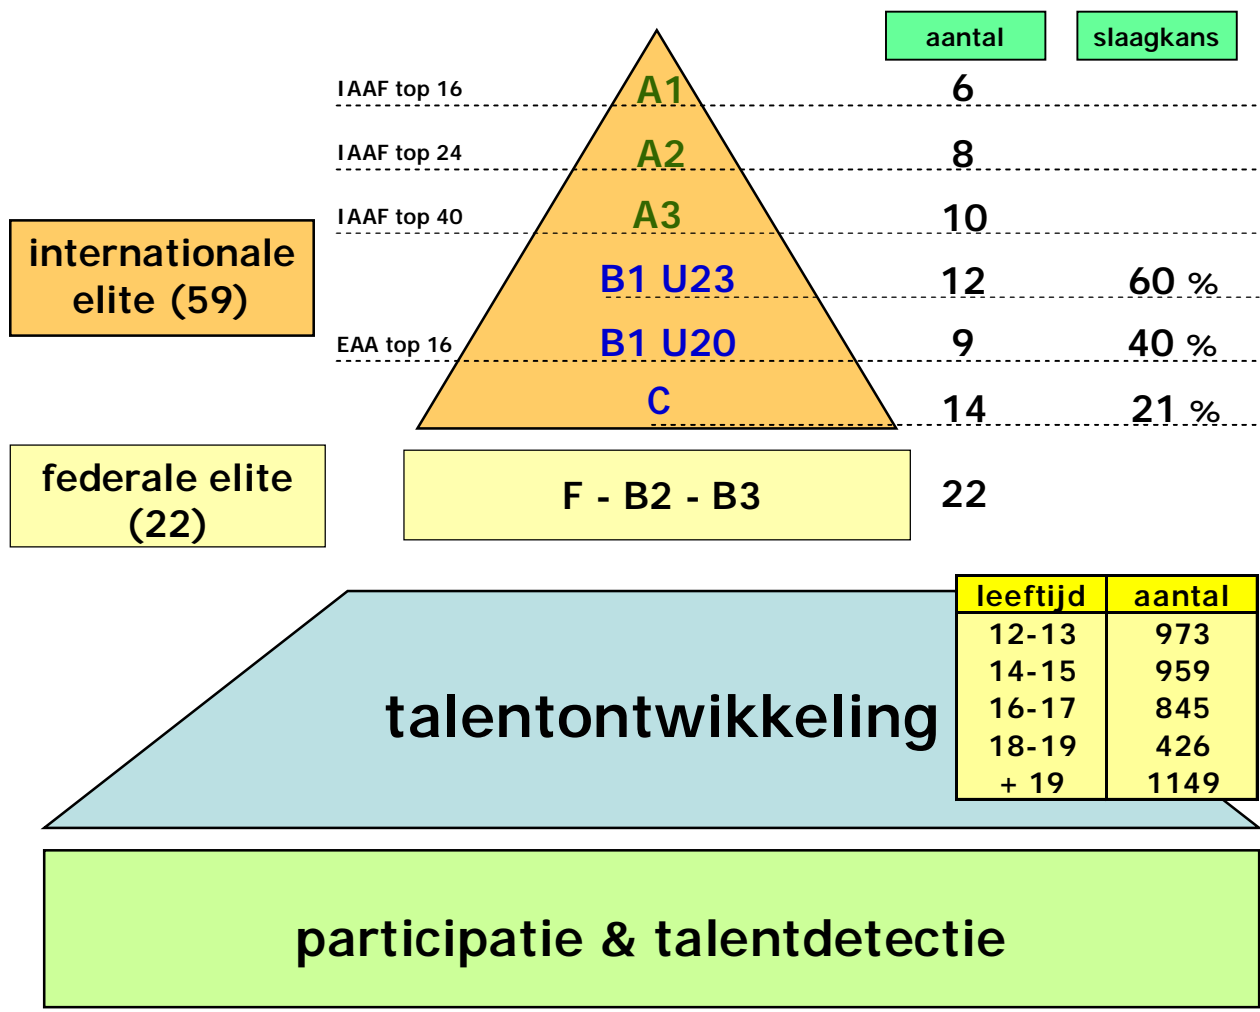 aantal slaagkans
IAAF top 16 A1 6
IAAF top 24 A2 8
IAAF top 40 A3 10
internationale
elite (59)
B1 U23 12 60 %
EAA top 16 B1 U20 9 40 %
C 14 21 %
federale elite
(22)
F - B2 - B3 22
leeftijd aantal
12-13 973
14-15 959
16-17 845
18-19 426
+ 19 1149
talentontwikkeling
participatie & talentdetectie